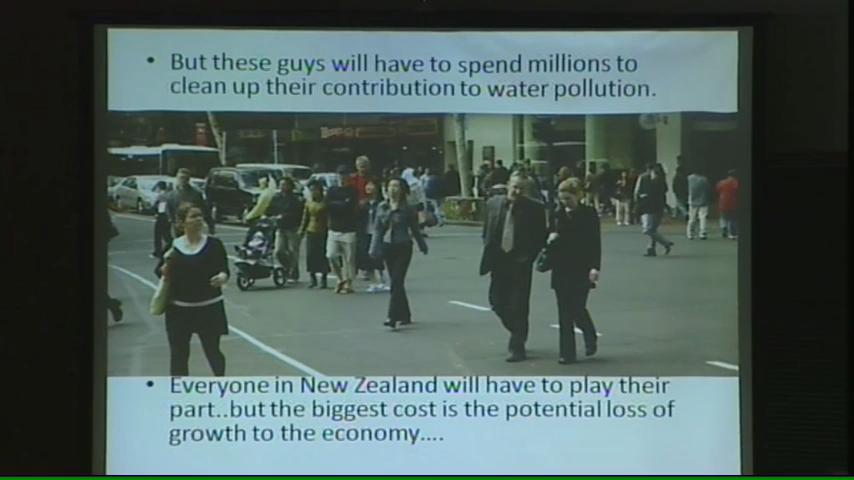 • But these guys will have to spend millions to
clean up their contribution to water pollution.
• Everyone in New Zealand will have to play their
part..but the biggest cost is the potential loss of
growth to the economy....